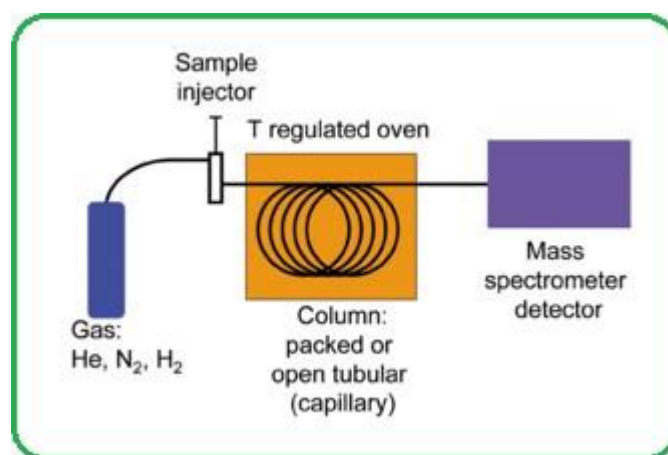 Sample
injector
T regulated oven
Gas:
He, N₂, H₂
Column:
packed or
open tubular
(capillary)
Mass
spectrometer
detector